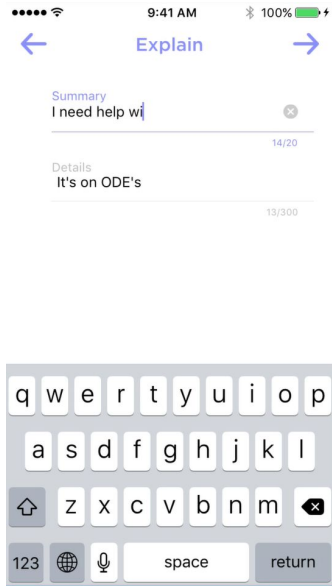 9:41 AM 100%
Explain
Summary
I need help wi
14/20
Details
It's on ODE's
13/300
q w e r t y u i o p
a s d f g h j k l
z x c v b n m
123 space return